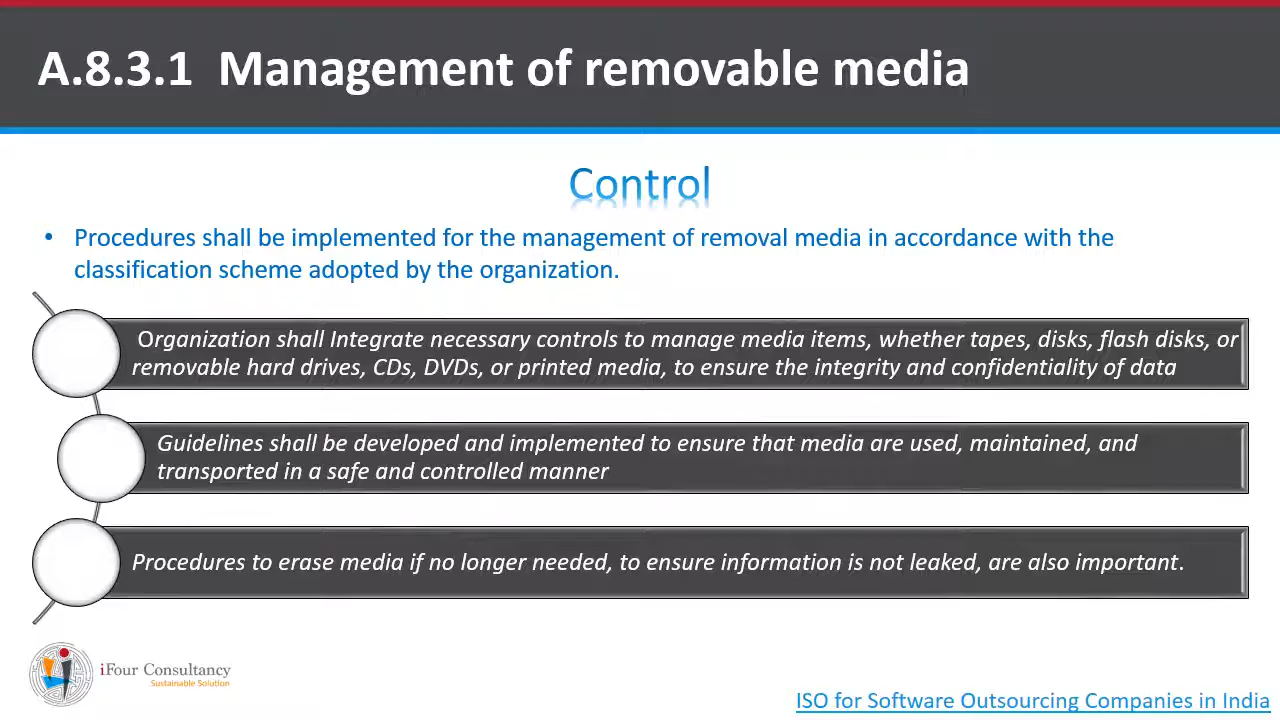 A.8.3.1 Management of removable media
Control
• Procedures shall be implemented for the management of removal media in accordance with the
classification scheme adopted by the organization.
Organization shall Integrate necessary controls to manage media items, whether tapes, disks, flash disks, or
removable hard drives, CDs, DVDs, or printed media, to ensure the integrity and confidentiality of data
Guidelines shall be developed and implemented to ensure that media are used, maintained, and
transported in a safe and controlled manner
Procedures to erase media if no longer needed, to ensure information is not leaked, are also important.
iFour Consultancy
Sustainable Solution
ISO for Software Outsourcing Companies in India